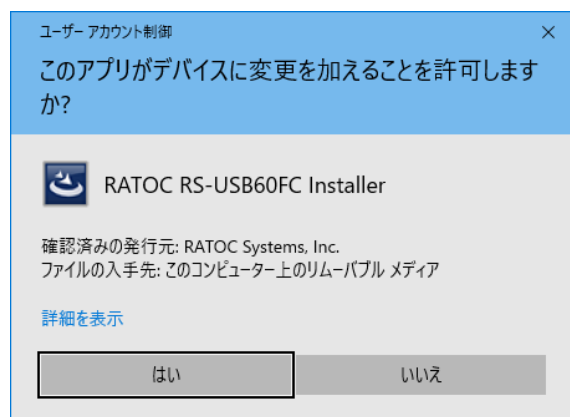 ユーザー アカウント制御
このアプリがデバイスに変更を加えることを許可します
か?
RATOC RS-USB60FC Installer
確認済みの発行元: RATOC Systems, Inc.
ファイルの入手先: このコンピューター上のリムーバブル メディア
詳細を表示
はい
いいえ